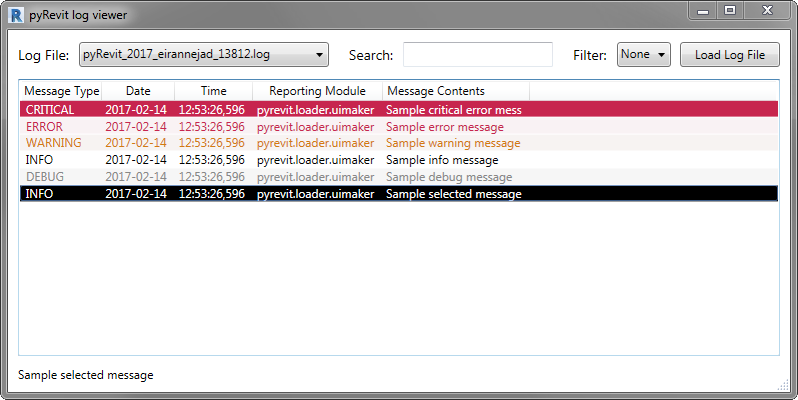 pyRevit log viewer
Log File: pyRevit_2017_eirannejad_13812.log Search: Filter: None Load Log File
Message Type Date Time Reporting Module Message Contents
CRITICAL 2017-02-14 12:53:26,596 pyrevit.loader.uimaker Sample critical error mess
ERROR 2017-02-14 12:53:26,596 pyrevit.loader.uimaker Sample error message
WARNING 2017-02-14 12:53:26,596 pyrevit.loader.uimaker Sample warning message
INFO 2017-02-14 12:53:26,596 pyrevit.loader.uimaker Sample info message
DEBUG 2017-02-14 12:53:26,596 pyrevit.loader.uimaker Sample debug message
INFO 2017-02-14 12:53:26,596 pyrevit.loader.uimaker Sample selected message
Sample selected message